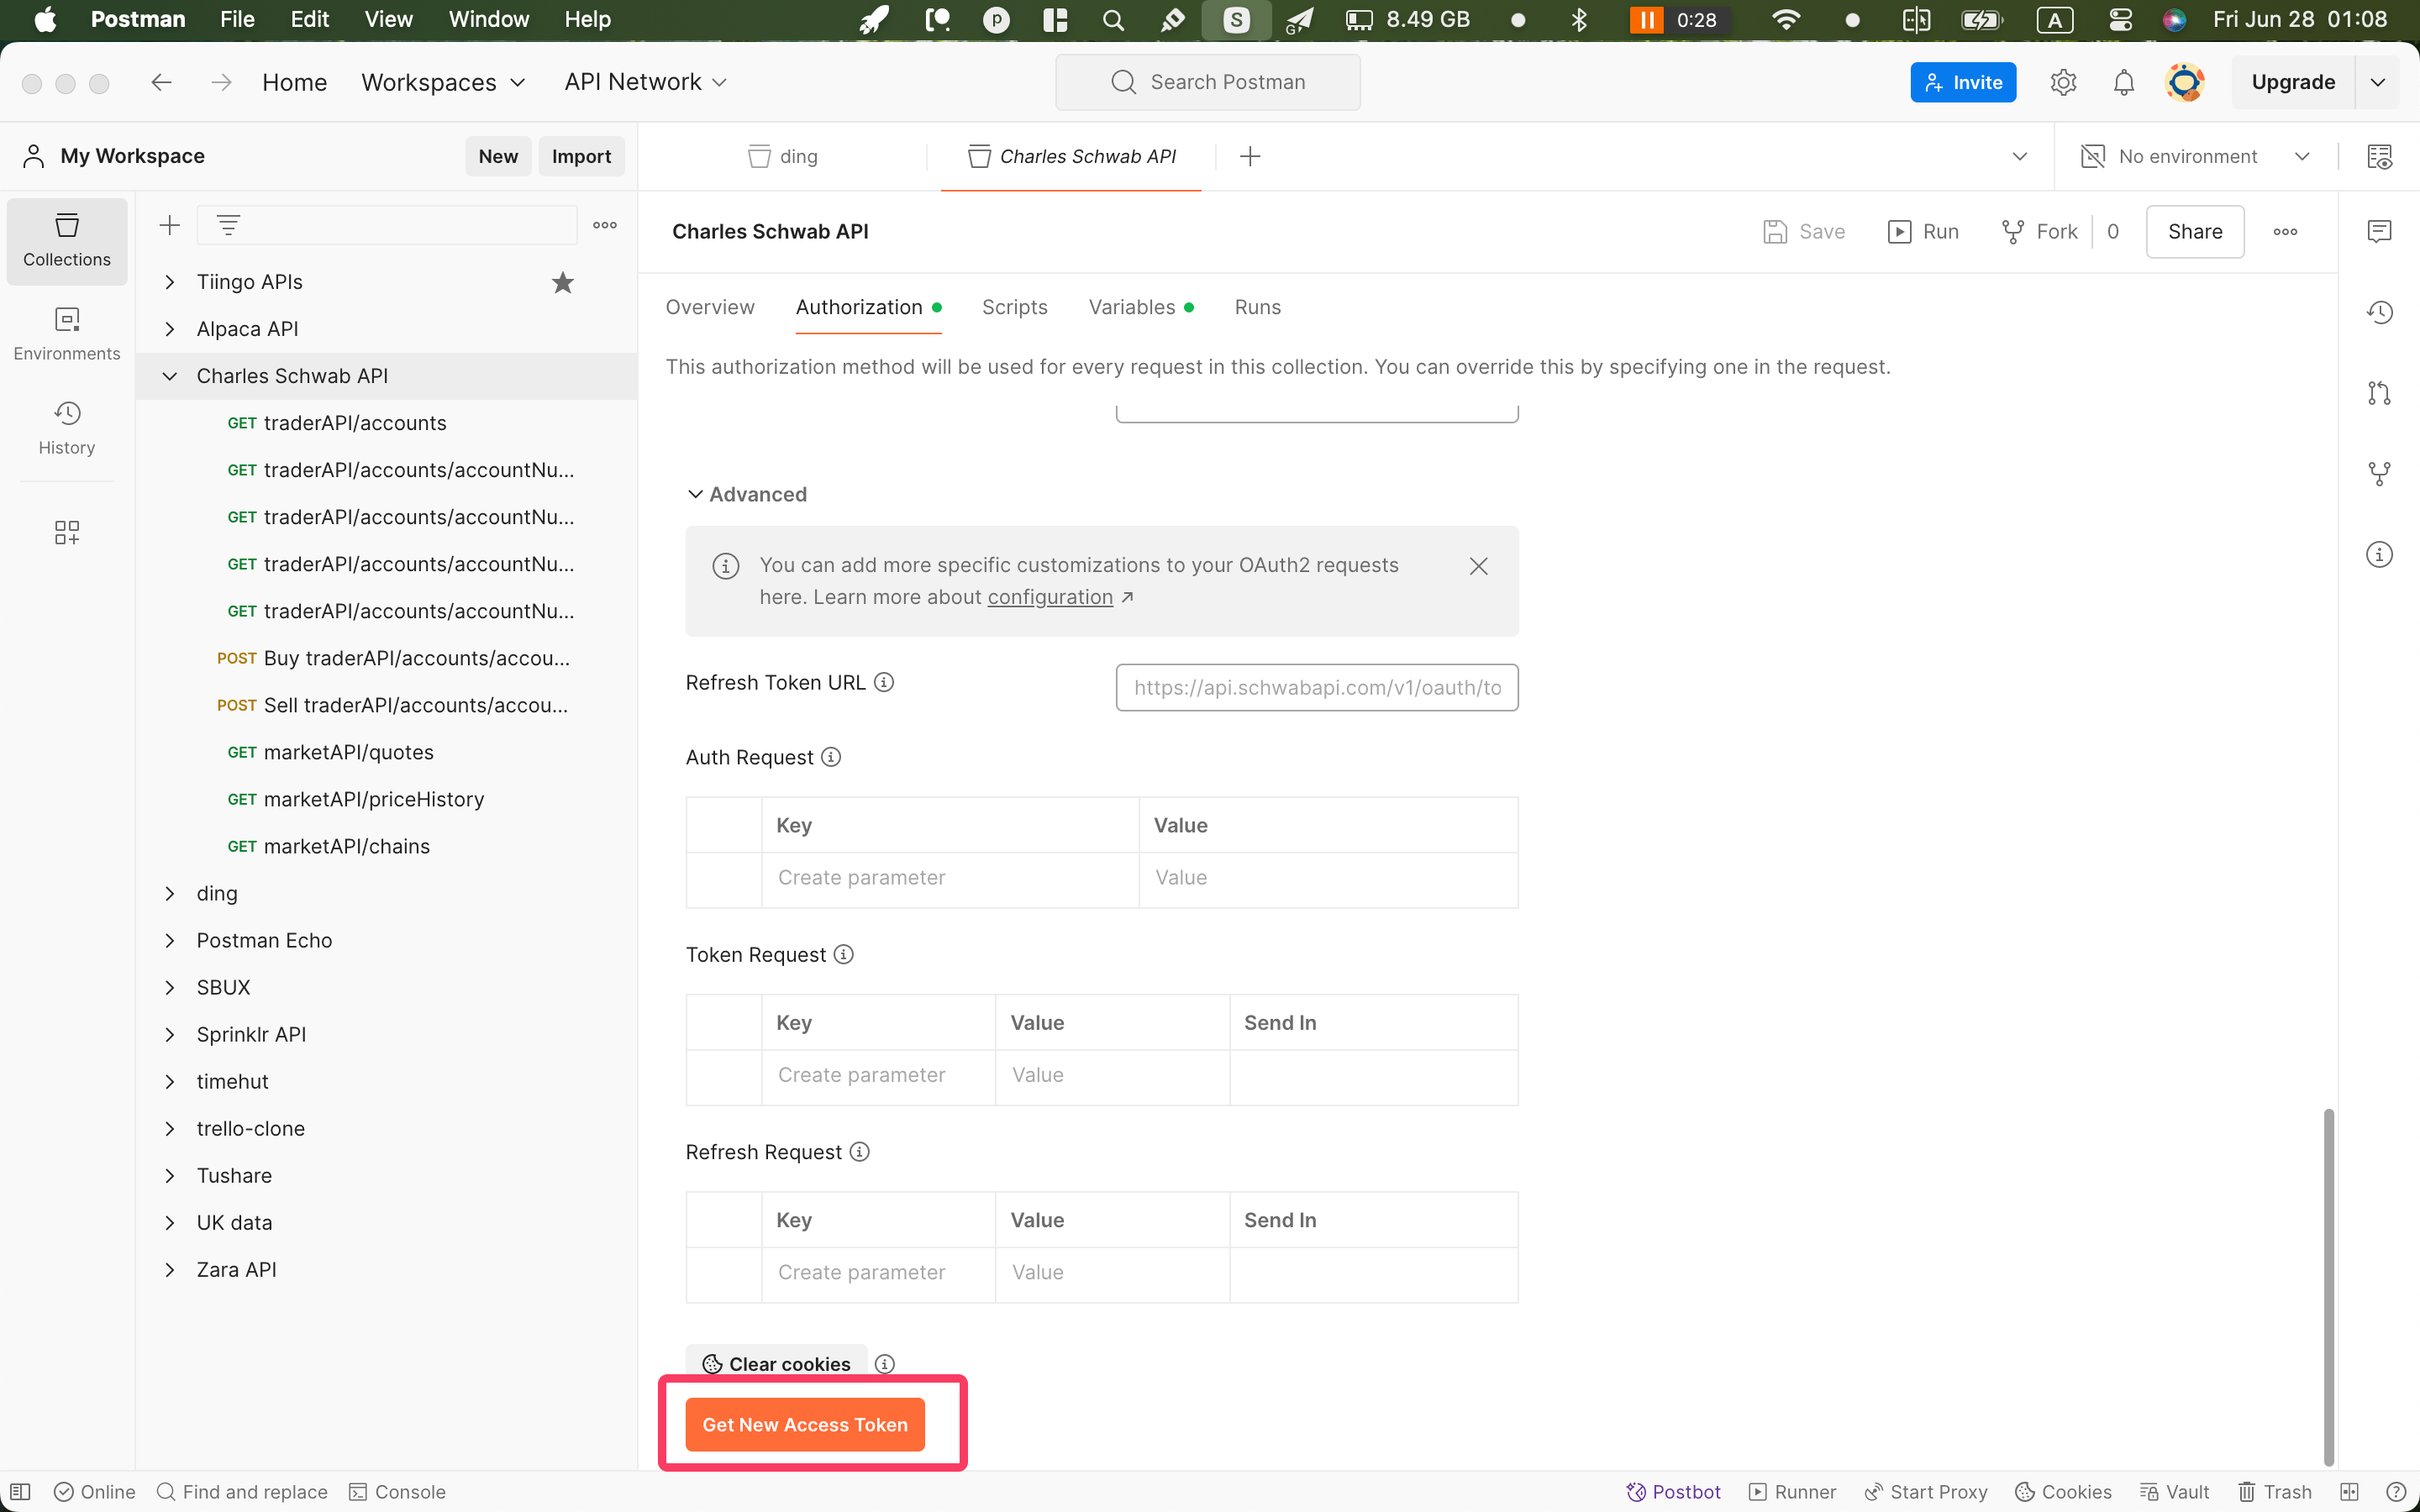 Postman File Edit View Window Help 8.49 GB 0:28 A Fri Jun 28 01:08
Home Workspaces API Network Search Postman Invite Upgrade
My Workspace New Import ding Charles Schwab API No environment
Collections
Environments
History
Tiingo APIs
Alpaca API
Charles Schwab API
GET traderAPI/accounts
GET traderAPI/accounts/accountNu...
GET traderAPI/accounts/accountNu...
GET traderAPI/accounts/accountNu...
GET traderAPI/accounts/accountNu...
POST Buy traderAPI/accounts/accou...
POST Sell traderAPI/accounts/accou...
GET marketAPI/quotes
GET marketAPI/priceHistory
GET marketAPI/chains
ding
Postman Echo
SBUX
Sprinklr API
timehut
trello-clone
Tushare
UK data
Zara API
Charles Schwab API Save Run Fork 0 Share
Overview Authorization Scripts Variables Runs
This authorization method will be used for every request in this collection. You can override this by specifying one in the request.
Advanced
You can add more specific customizations to your OAuth2 requests
here. Learn more about configuration
Refresh Token URL https://api.schwabapi.com/v1/oauth/to
Auth Request
Key Value
Create parameter Value
Token Request
Key Value Send In
Create parameter Value
Refresh Request
Key Value Send In
Create parameter Value
Clear cookies
Get New Access Token
Online Find and replace Console Postbot Runner Start Proxy Cookies Vault Trash